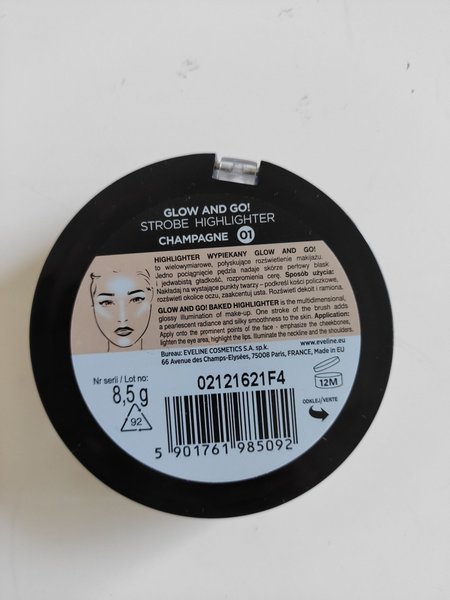 GLOW AND GO!
STROBE HIGHLIGHTER
CHAMPAGNE 01
HIGHLIGHTER WYPIEKANY GLOW AND GO!
to wielowymiarowe, połyskujące rozświetlenie makijażu.
Jedno pociągnięcie pędzla nadaje skórze perłowy blask
i jedwabistą gładkość, rozpromienia cerę. Sposób użycia:
Nakładaj na wystające punkty twarzy – podkreśl kości policzkowe,
rozświetl okolice oczu, zaakcentuj usta. Rozświetl dekolt i ramiona.
GLOW AND GO! BAKED HIGHLIGHTER is the multidimensional,
glossy illumination of make-up. One stroke of the brush adds
a pearlescent radiance and silky smoothness to the skin. Application:
Apply onto the prominent points of the face - emphasize the cheekbones,
lighten the eye area, highlight the lips. Illuminate the neckline and the shoulders.
Bureau: EVELINE COSMETICS S.A. sp.k. www.eveline.eu
66 Avenue des Champs-Elysées, 75008 Paris, FRANCE, Made in EU
Nr serii / Lot no:
02121621F4
8,5 g
12M
92
ODKLEJ/VERTE
5 901761 985092